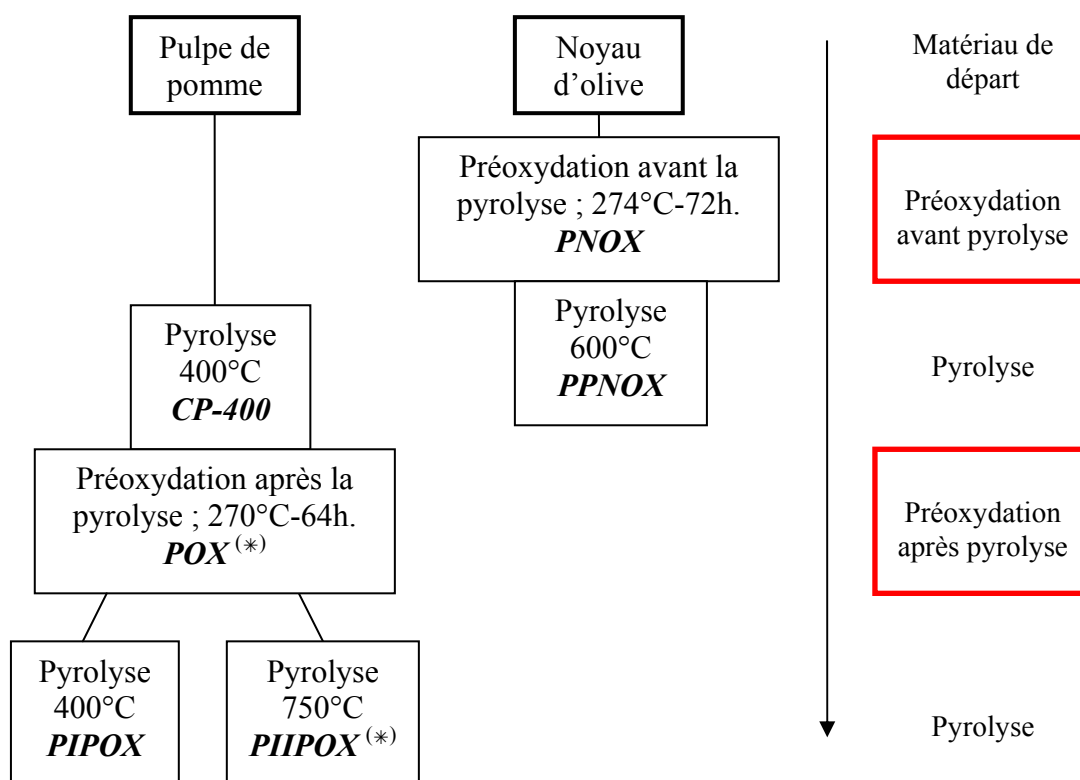 Pulpe de
pomme
Noyau
d’olive
Matériau de
départ
Préoxydation avant la
pyrolyse ; 274°C-72h.
PNOX
Préoxydation
avant pyrolyse
Pyrolyse
400°C
CP-400
Pyrolyse
600°C
PPNOX
Pyrolyse
Préoxydation après la
pyrolyse ; 270°C-64h.
POX (*)
Préoxydation
après pyrolyse
Pyrolyse
400°C
PIPOX
Pyrolyse
750°C
PIIPOX (*)
Pyrolyse